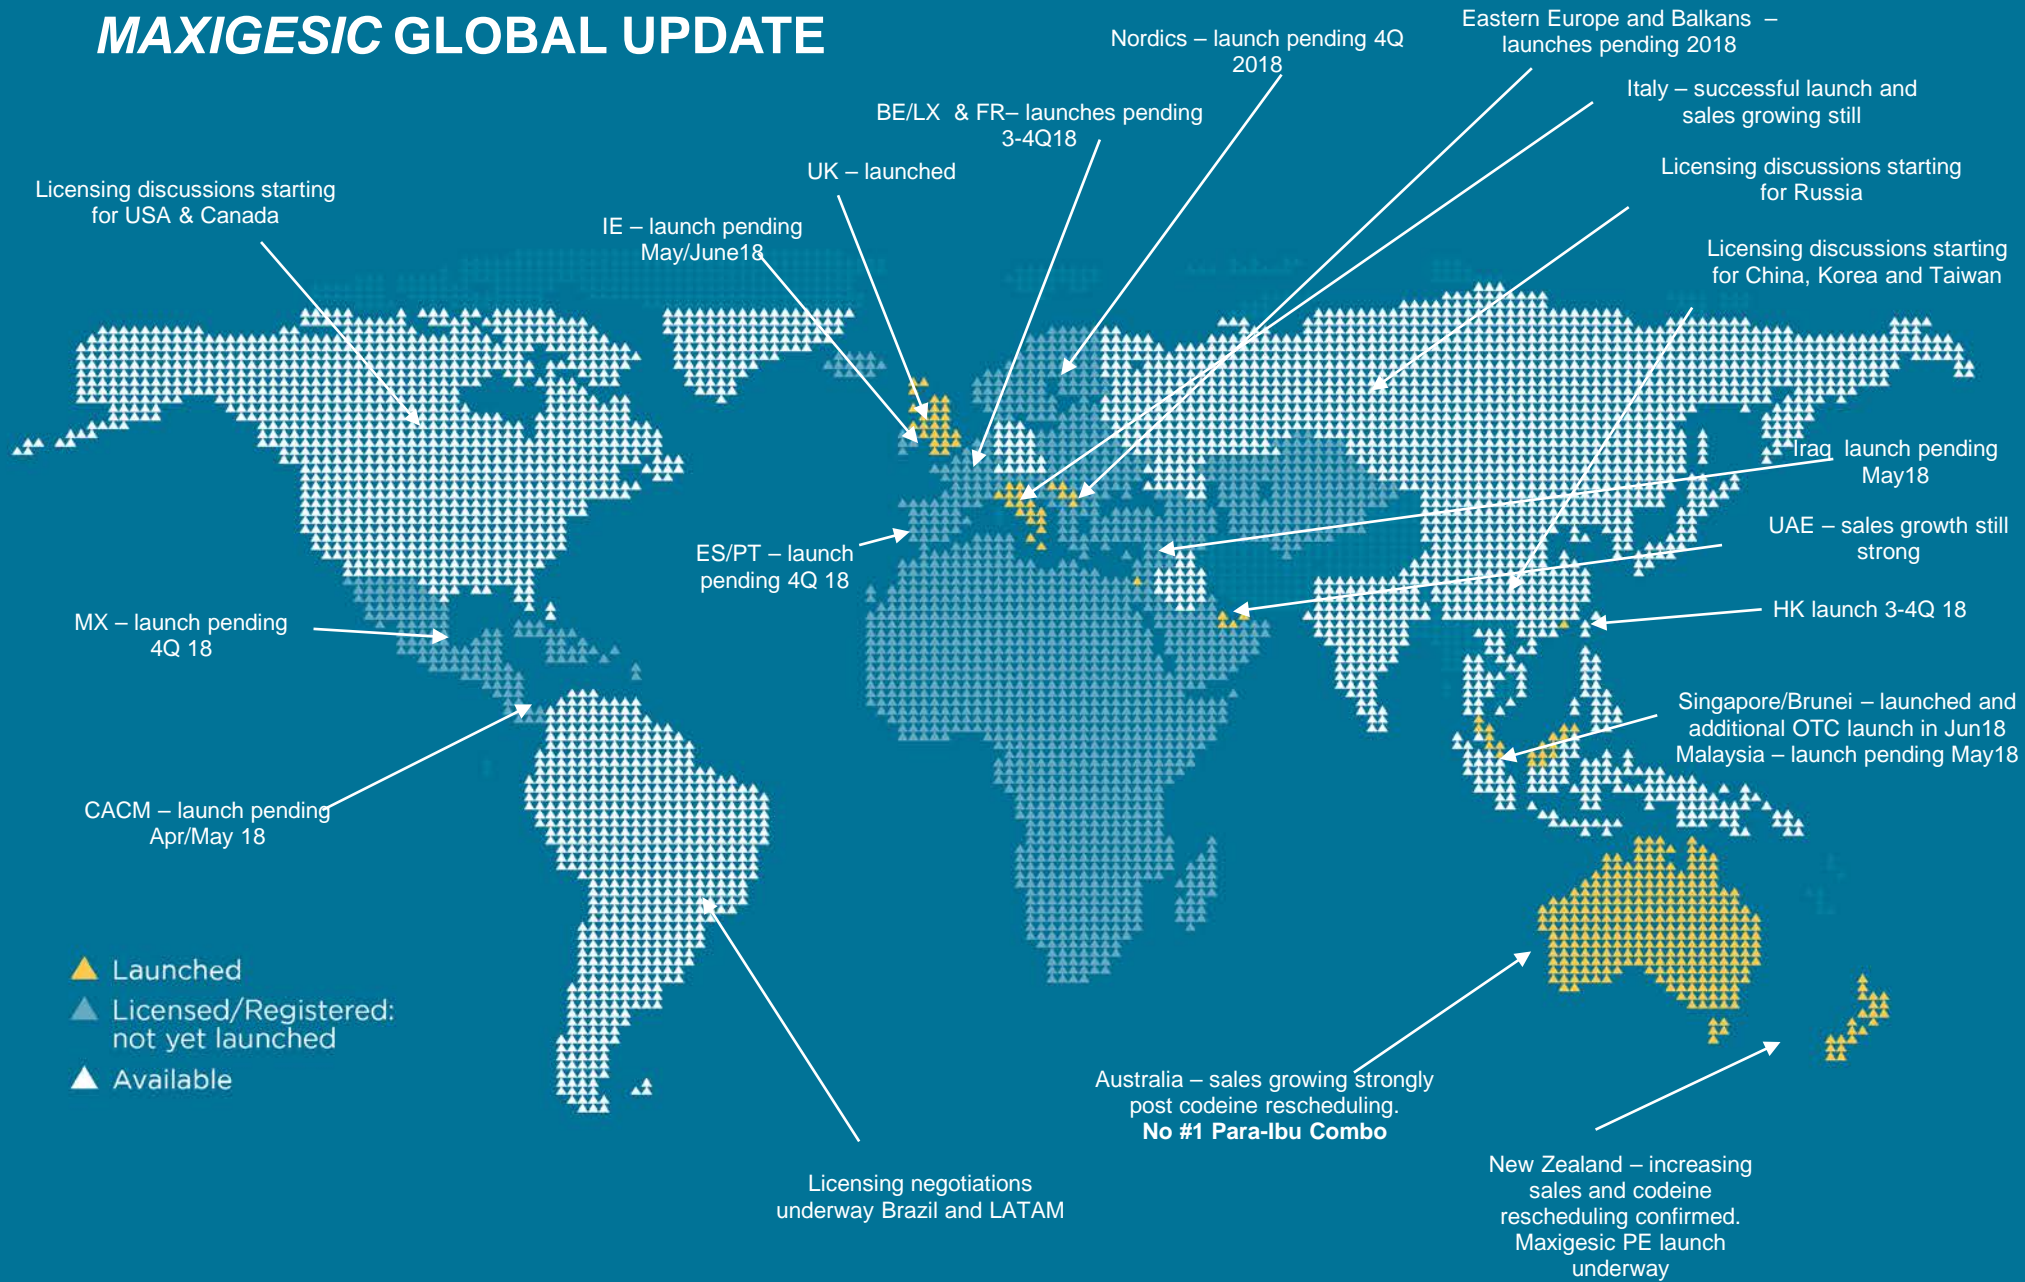 MAXIGESIC GLOBAL UPDATE
Nordics – launch pending 4Q
2018
Eastern Europe and Balkans –
launches pending 2018
BE/LX & FR– launches pending
3-4Q18
Italy – successful launch and
sales growing still
UK – launched
Licensing discussions starting
for Russia
Licensing discussions starting
for USA & Canada
IE – launch pending
May/June18
Licensing discussions starting
for China, Korea and Taiwan
Iraq launch pending
May18
ES/PT – launch
pending 4Q 18
UAE – sales growth still
strong
MX – launch pending
4Q 18
HK launch 3-4Q 18
Singapore/Brunei – launched and
additional OTC launch in Jun18
Malaysia – launch pending May18
CACM – launch pending
Apr/May 18
Launched
Licensed/Registered:
not yet launched
Available
Australia – sales growing strongly
post codeine rescheduling.
No #1 Para-Ibu Combo
Licensing negotiations
underway Brazil and LATAM
New Zealand – increasing
sales and codeine
rescheduling confirmed.
Maxigesic PE launch
underway